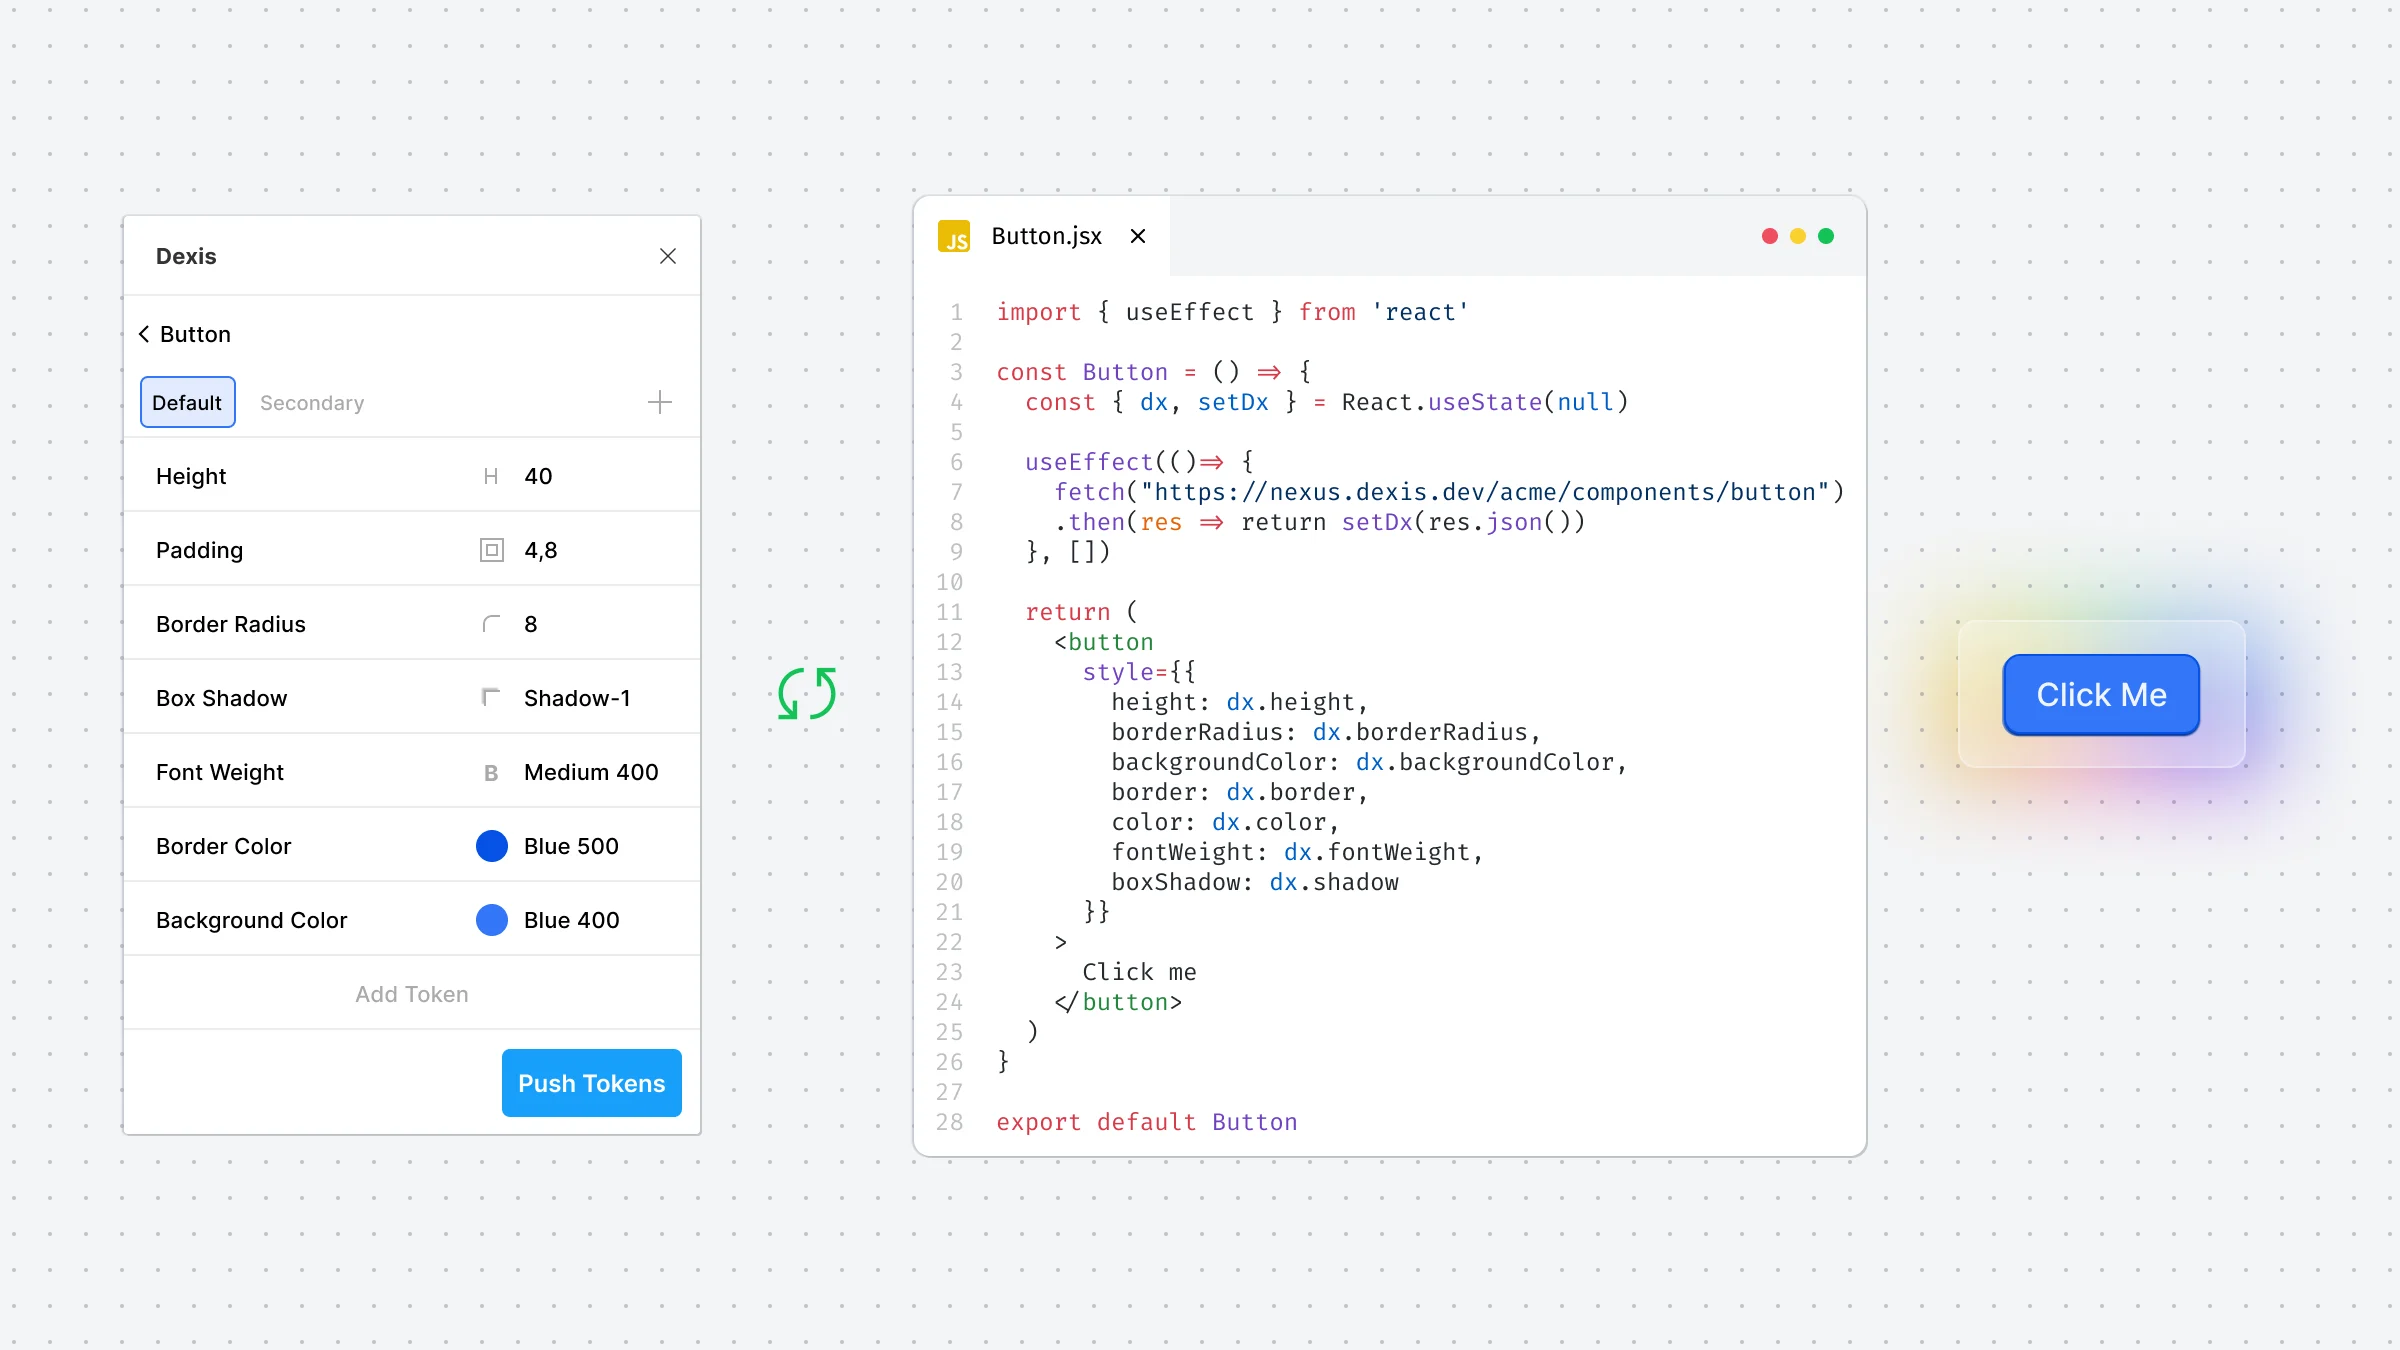 Dexis
Button
Default Secondary
Height H 40
Padding 4,8
Border Radius 8
Box Shadow Shadow-1
Font Weight B Medium 400
Border Color Blue 500
Background Color Blue 400
Add Token
Push Tokens
JS Button.jsx
1 import { useEffect } from 'react'
2
3 const Button = () => {
4 const { dx, setDx } = React.useState(null)
5
6 useEffect(()=> {
7 fetch("https://nexus.dexis.dev/acme/components/button")
8 .then(res => return setDx(res.json())
9 }, [])
10
11 return (
12 <button
13 style={{
14 height: dx.height,
15 borderRadius: dx.borderRadius,
16 backgroundColor: dx.backgroundColor,
17 border: dx.border,
18 color: dx.color,
19 fontWeight: dx.fontWeight,
20 boxShadow: dx.shadow
21 }}
22 >
23 Click me
24 </button>
25 )
26 }
27
28 export default Button
Click Me